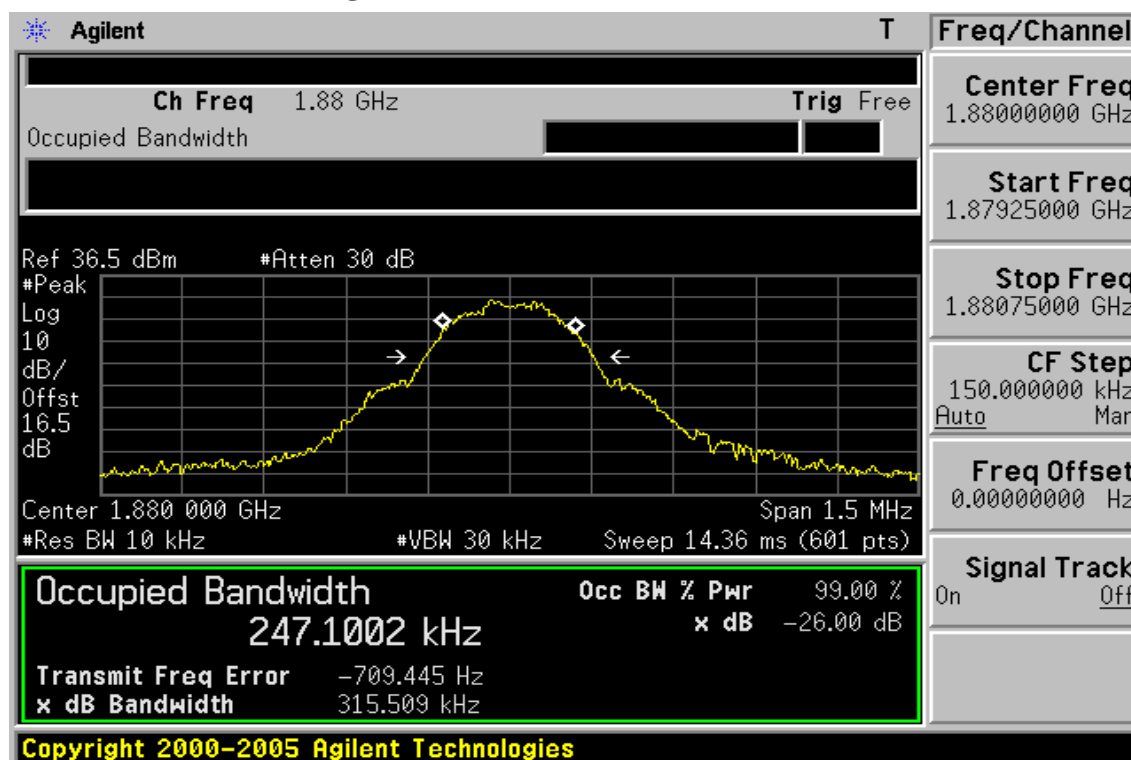 Agilent T
Ch Freq 1.88 GHz Trig Free
Occupied Bandwidth
Ref 36.5 dBm #Atten 30 dB
#Peak
Log
10
dB/
Offst
16.5
dB
Center 1.880 000 GHz Span 1.5 MHz
#Res BW 10 kHz #VBW 30 kHz Sweep 14.36 ms (601 pts)
Occupied Bandwidth Occ BW % Pwr 99.00 %
247.1002 kHz x dB -26.00 dB
Transmit Freq Error -709.445 Hz
x dB Bandwidth 315.509 kHz
Copyright 2000-2005 Agilent Technologies
Freq/Channel
Center Freq
1.88000000 GHz
Start Freq
1.87925000 GHz
Stop Freq
1.88075000 GHz
CF Step
150.000000 kHz
Auto Man
Freq Offset
0.00000000 Hz
Signal Track
On Off